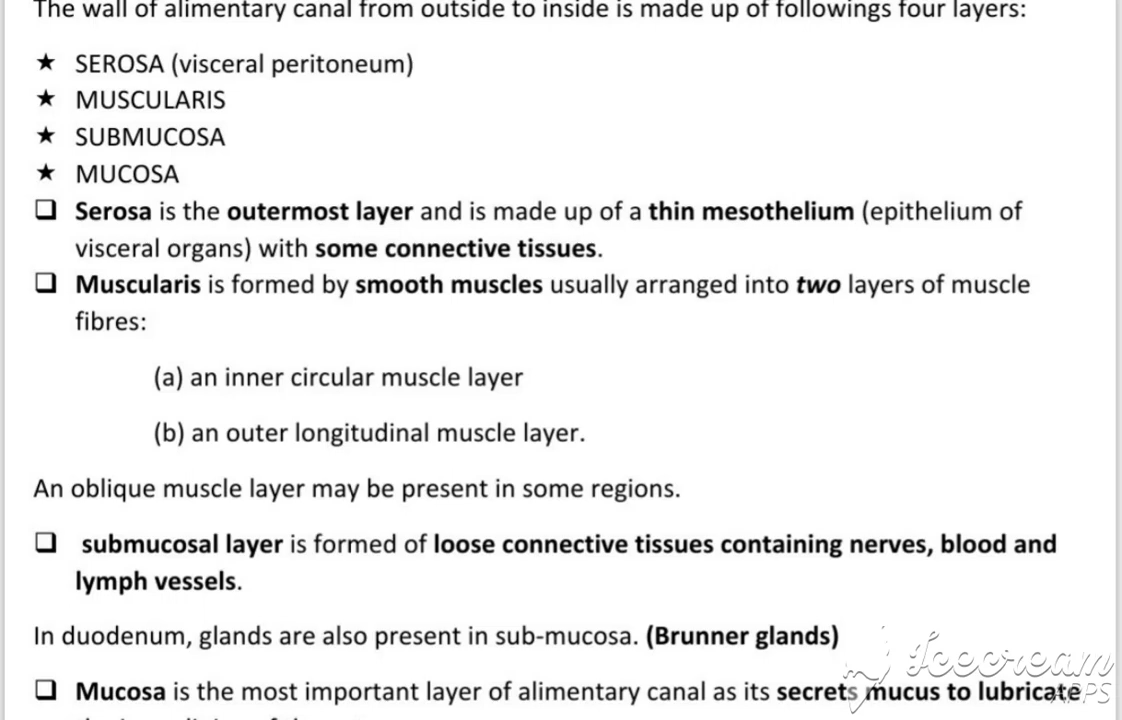 The wall of alimentary canal from outside to inside is made up of followings four layers:
★ SEROSA (visceral peritoneum)
★ MUSCULARIS
★ SUBMUCOSA
★ MUCOSA
❑ Serosa is the outermost layer and is made up of a thin mesothelium (epithelium of
visceral organs) with some connective tissues.
❑ Muscularis is formed by smooth muscles usually arranged into two layers of muscle
fibres:
(a) an inner circular muscle layer
(b) an outer longitudinal muscle layer.
An oblique muscle layer may be present in some regions.
❑ submucosal layer is formed of loose connective tissues containing nerves, blood and
lymph vessels.
In duodenum, glands are also present in sub-mucosa. (Brunner glands)
Icecream
APPS
❑ Mucosa is the most important layer of alimentary canal as its secrets mucus to lubricate